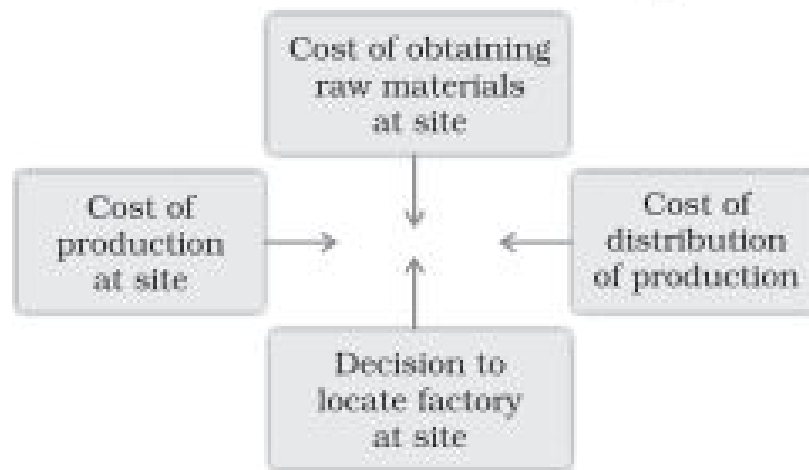 Cost of obtaining
raw materials
at site
Cost of
production
at site
Cost of
distribution
of production
Decision to
locate factory
at site